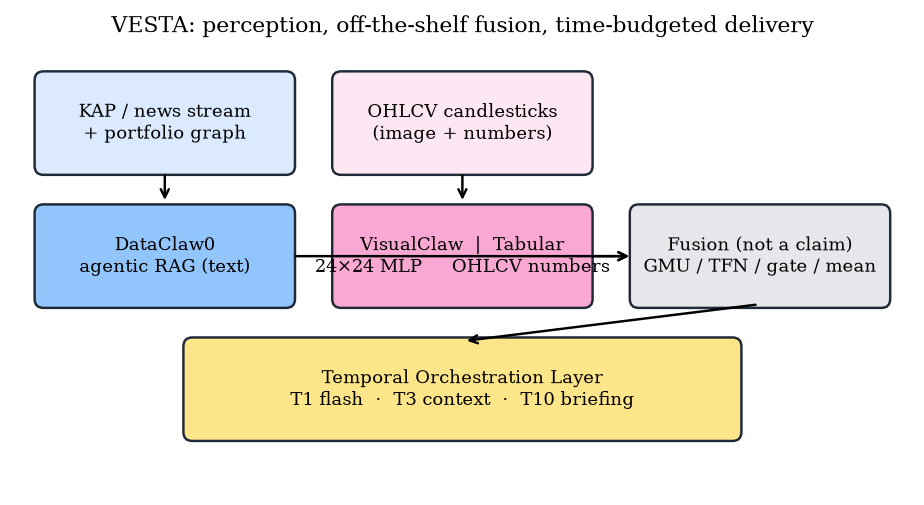 VESTA: perception, off-the-shelf fusion, time-budgeted delivery
KAP / news stream
+ portfolio graph
OHLCV candlesticks
(image + numbers)
DataClaw0
agentic RAG (text)
VisualClaw | Tabular
24×24 MLP OHLCV numbers
Fusion (not a claim)
GMU / TFN / gate / mean
Temporal Orchestration Layer
T1 flash · T3 context · T10 briefing